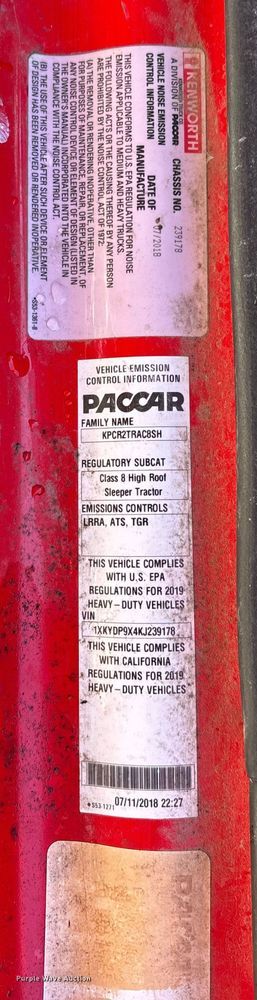 KENWORTH
A DIVISION OF PACCAR CHASSIS NO. 239178
VEHICLE NOISE EMISSION
CONTROL INFORMATION
DATE OF
MANUFACTURE
07/2018
THIS VEHICLE CONFORMS TO U.S. EPA REGULATION FOR NOISE
EMISSION APPLICABLE TO MEDIUM AND HEAVY TRUCKS.
THE FOLLOWING ACTS OR THE CAUSING THEREOF BY ANY PERSON
ARE PROHIBITED BY THE NOISE CONTROL ACT OF 1972:
(A) THE REMOVAL OR RENDERING INOPERATIVE, OTHER THAN
FOR PURPOSES OF MAINTENANCE, REPAIR, OR REPLACEMENT, OF
ANY NOISE CONTROL DEVICE OR ELEMENT OF DESIGN (LISTED IN
THE OWNER'S MANUAL) INCORPORATED INTO THE VEHICLE IN
COMPLIANCE WITH THE NOISE CONTROL ACT.
(B) THE USE OF THIS VEHICLE AFTER SUCH DEVICE OR ELEMENT
OF DESIGN HAS BEEN REMOVED OR RENDERED INOPERATIVE.
S53-1361-B
VEHICLE EMISSION
CONTROL INFORMATION
PACCAR
FAMILY NAME
KPCR2TRAC8SH
REGULATORY SUBCAT
Class 8 High Roof
Sleeper Tractor
EMISSIONS CONTROLS
LRRA, ATS, TGR
THIS VEHICLE COMPLIES
WITH U.S. EPA
REGULATIONS FOR 2019
HEAVY-DUTY VEHICLES
VIN
1XKYDP9X4KJ239178
THIS VEHICLE COMPLIES
WITH CALIFORNIA
REGULATIONS FOR 2019
HEAVY-DUTY VEHICLES
S53-1271 07/11/2018 22:27
Purple Wave Auction